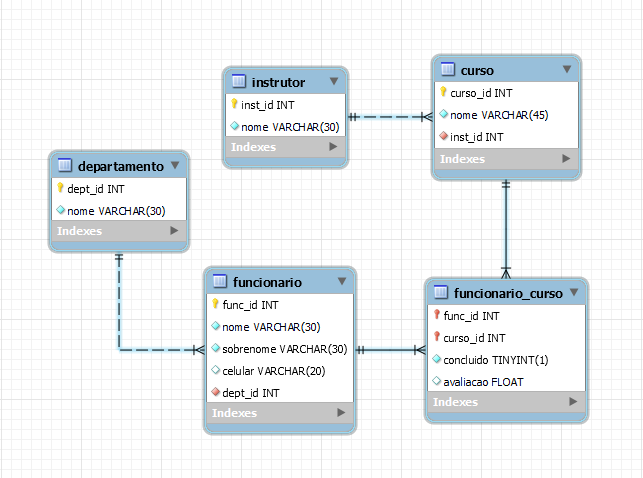 instrutor
inst_id INT
nome VARCHAR(30)
Indexes
curso
curso_id INT
nome VARCHAR(45)
inst_id INT
Indexes
departamento
dept_id INT
nome VARCHAR(30)
Indexes
funcionario
func_id INT
nome VARCHAR(30)
sobrenome VARCHAR(30)
celular VARCHAR(20)
dept_id INT
Indexes
funcionario_curso
func_id INT
curso_id INT
concluido TINYINT(1)
avaliacao FLOAT
Indexes